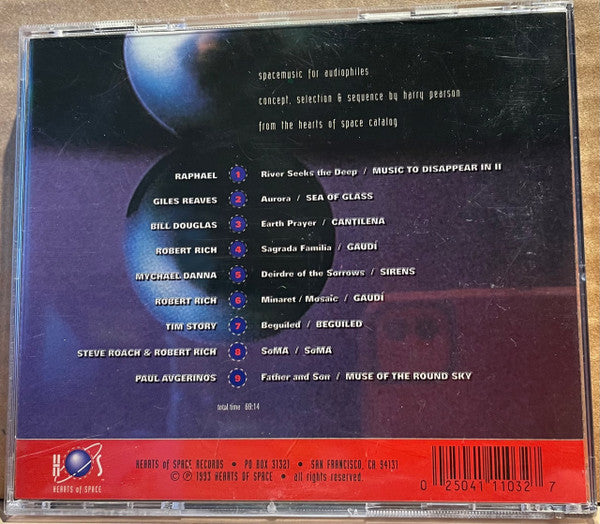 spacemusic for audiophiles
concept, selection & sequence by harry pearson
from the hearts of space catalog
RAPHAEL 1 River Seeks the Deep / MUSIC TO DISAPPEAR IN II
GILES REAVES 2 Aurora / SEA OF GLASS
BILL DOUGLAS 3 Earth Prayer / CANTILENA
ROBERT RICH 4 Sagrada Familia / GAUDÍ
MYCHAEL DANNA 5 Deirdre of the Sorrows / SIRENS
ROBERT RICH 6 Minaret / Mosaic / GAUDÍ
TIM STORY 7 Beguiled / BEGUILED
STEVE ROACH & ROBERT RICH 8 SoMA / SoMA
PAUL AVGERINOS 9 Father and Son / MUSE OF THE ROUND SKY
total time 68:14
H S
HEARTS of SPACE
HEARTS of SPACE RECORDS • PO BOX 31321 • SAN FRANCISCO, CA 94131
© ℗ 1993 HEARTS OF SPACE • all rights reserved.
0 25041 11032 7